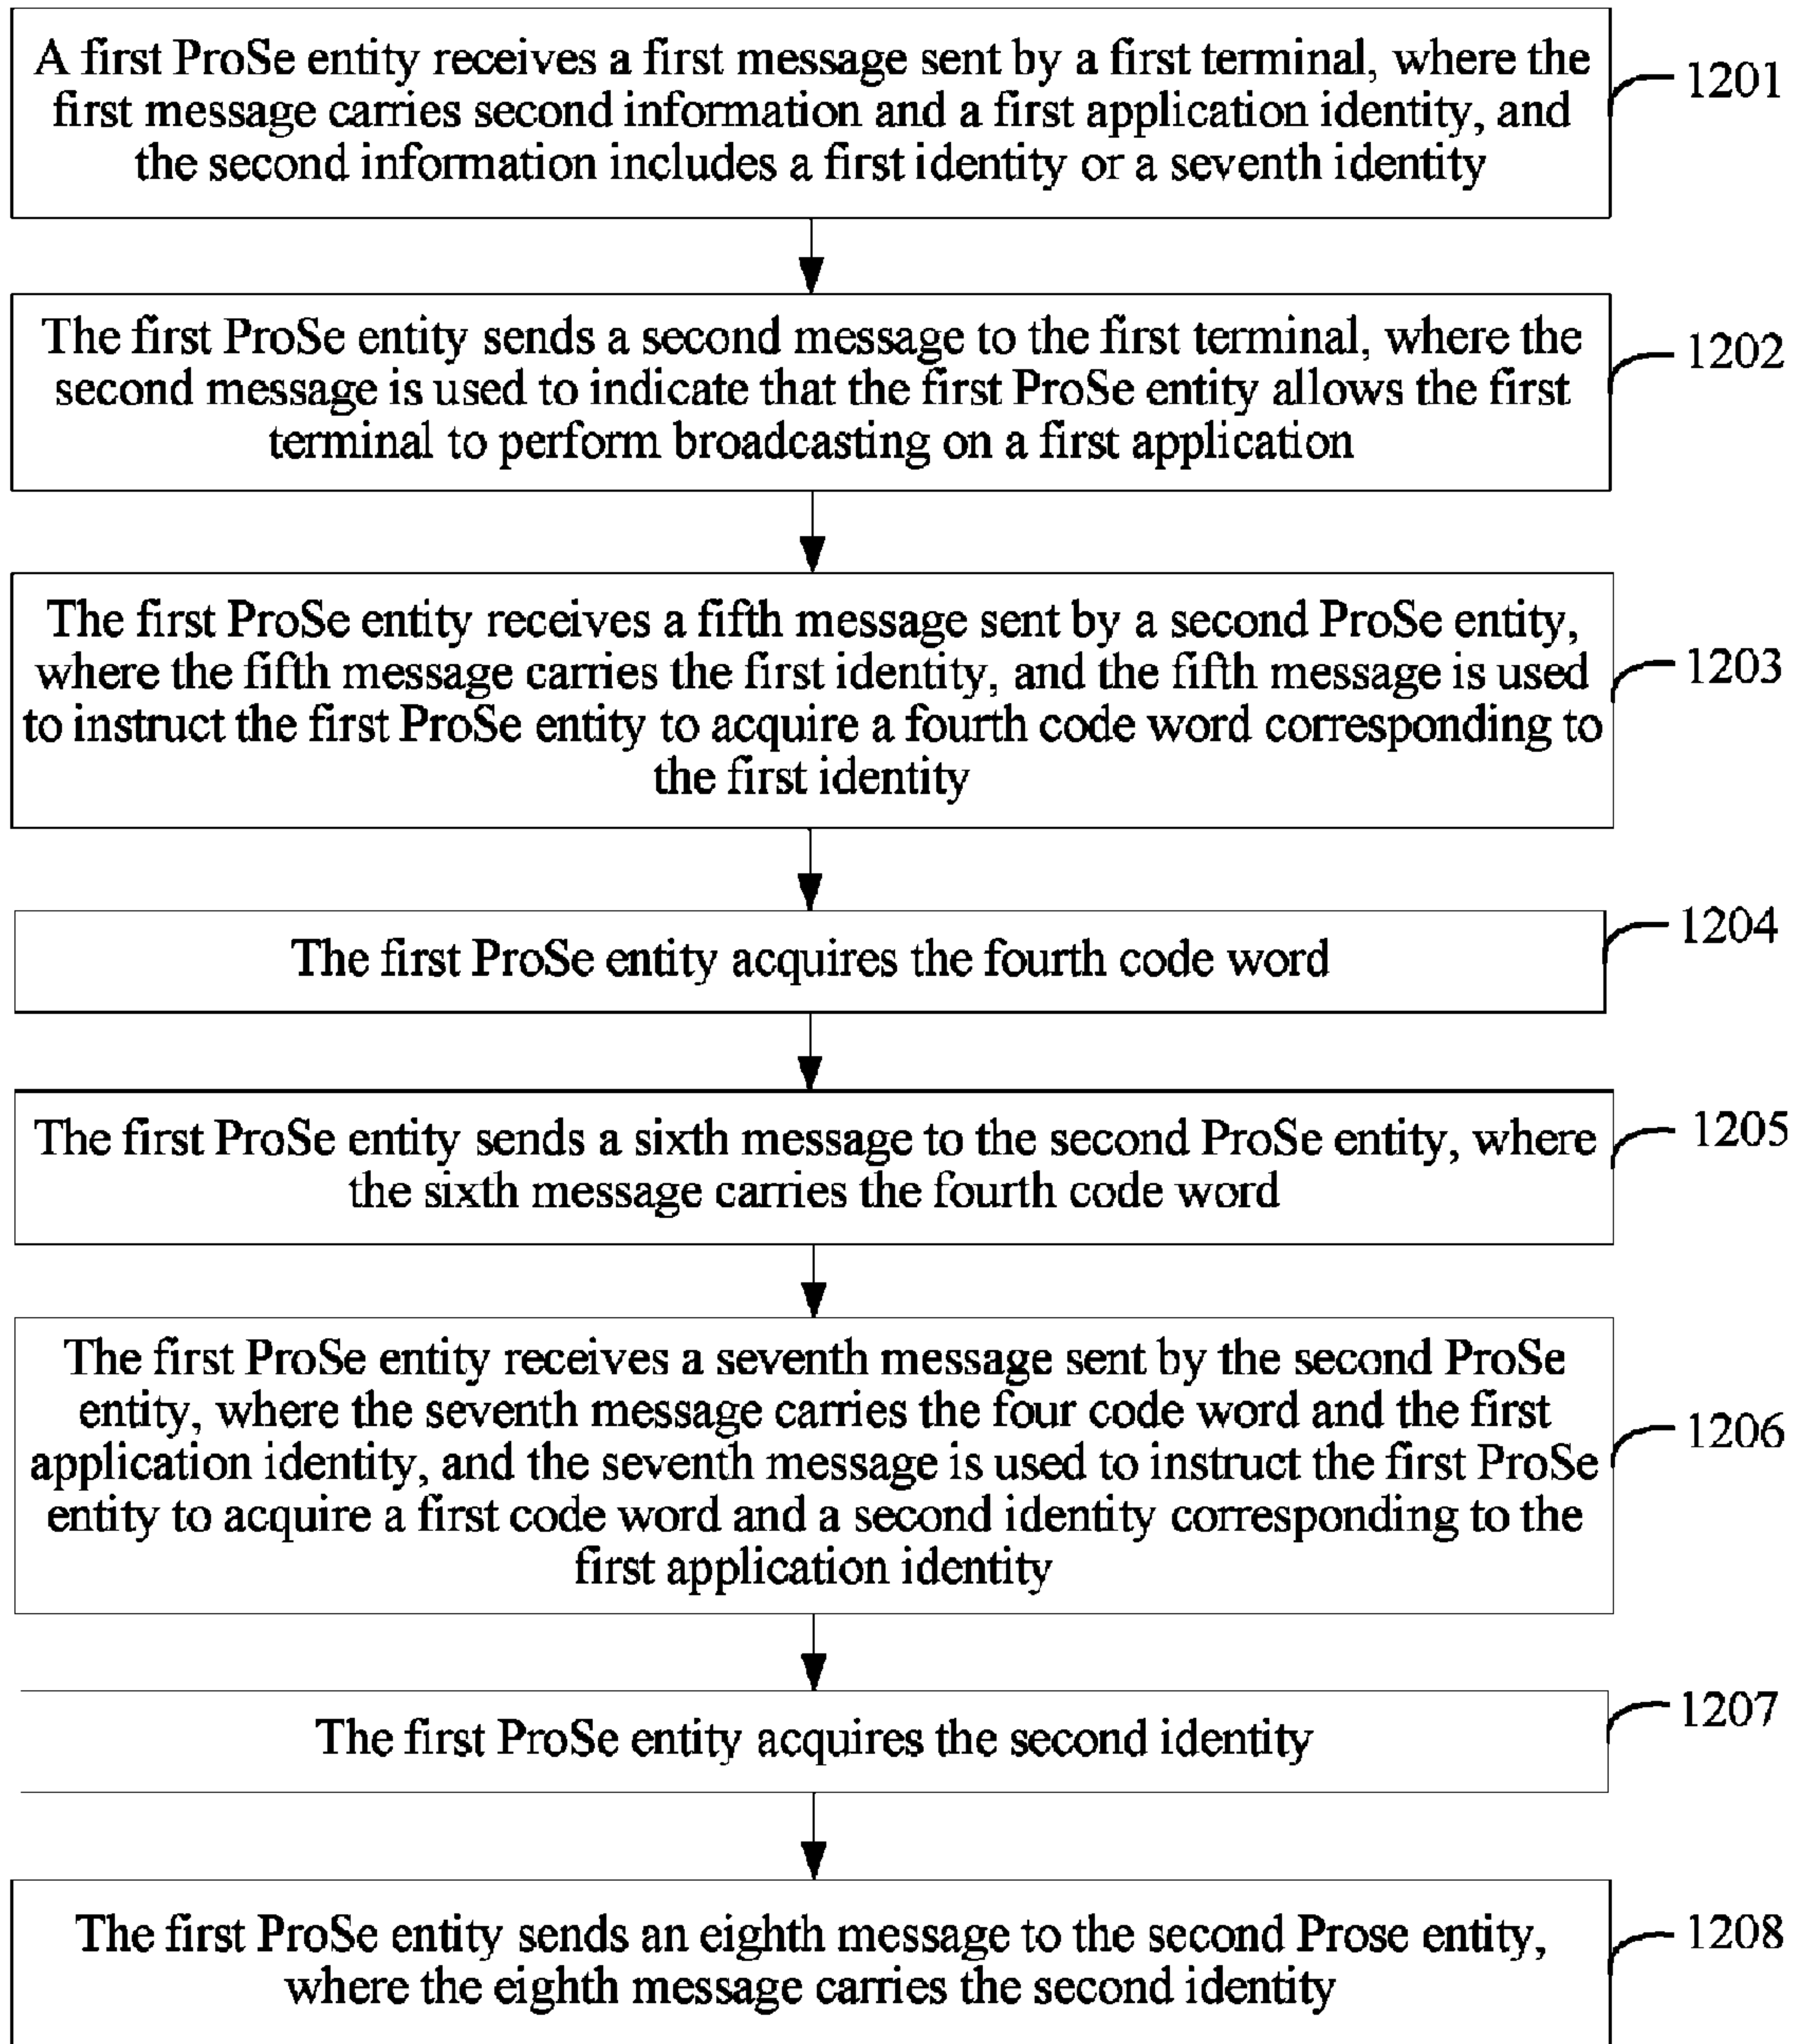 A first ProSe entity receives a first message sent by a first terminal, where the
first message carries second information and a first application identity, and
the second information includes a first identity or a seventh identity
1201
The first ProSe entity sends a second message to the first terminal, where the
second message is used to indicate that the first ProSe entity allows the first
terminal to perform broadcasting on a first application
1202
The first ProSe entity receives a fifth message sent by a second ProSe entity,
where the fifth message carries the first identity, and the fifth message is used
to instruct the first ProSe entity to acquire a fourth code word corresponding to
the first identity
1203
The first ProSe entity acquires the fourth code word
1204
The first ProSe entity sends a sixth message to the second ProSe entity, where
the sixth message carries the fourth code word
1205
The first ProSe entity receives a seventh message sent by the second ProSe
entity, where the seventh message carries the four code word and the first
application identity, and the seventh message is used to instruct the first ProSe
entity to acquire a first code word and a second identity corresponding to the
first application identity
1206
The first ProSe entity acquires the second identity
1207
The first ProSe entity sends an eighth message to the second Prose entity,
where the eighth message carries the second identity
1208